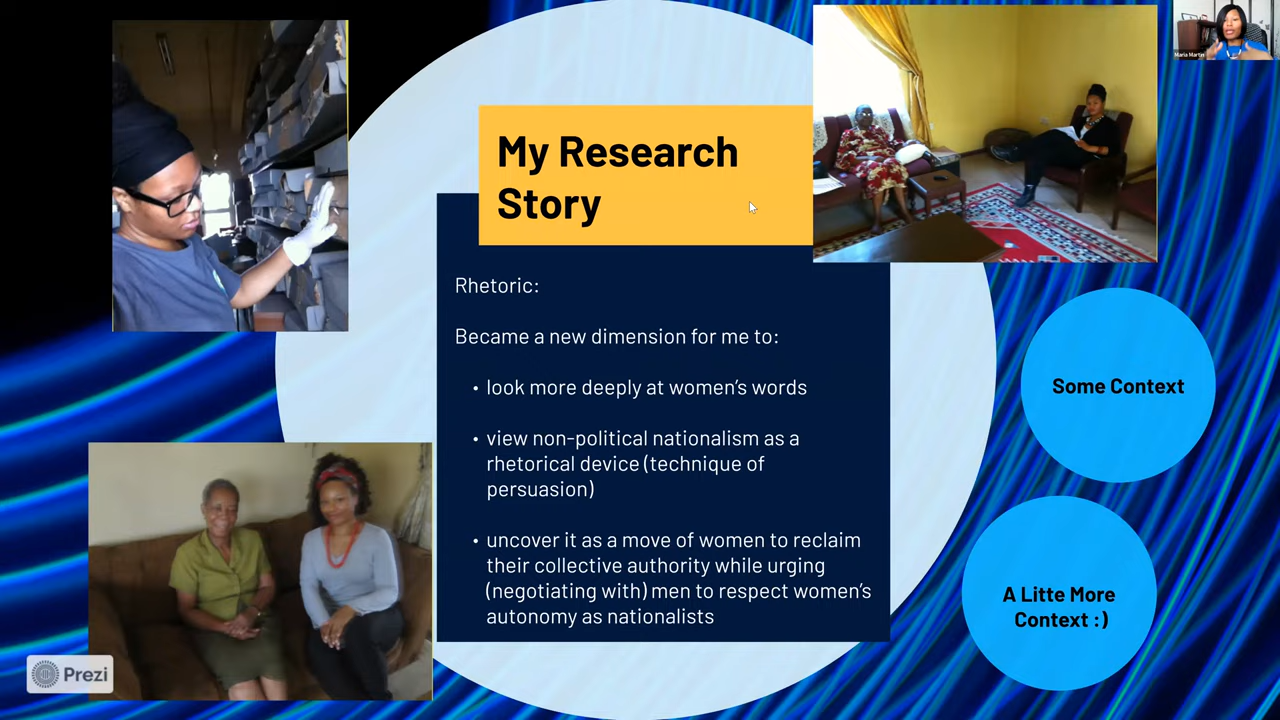 My Research
Story
Rhetoric:
Became a new dimension for me to:
• look more deeply at women's words
• view non-political nationalism as a
rhetorical device (technique of
persuasion)
• uncover it as a move of women to reclaim
their collective authority while urging
(negotiating with) men to respect women's
autonomy as nationalists
Some Context
A Litte More
Context :)
Prezi
Maria Martin